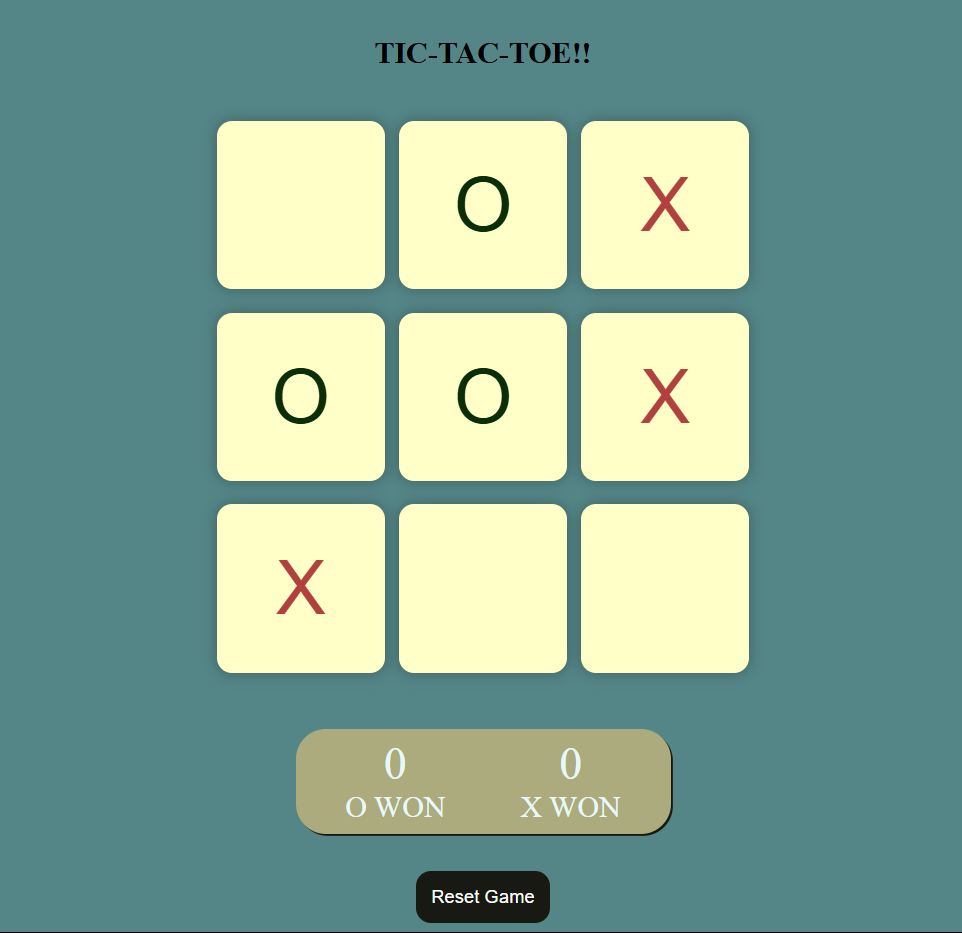 TIC-TAC-TOE!!
O X
O O X
X
0 0
O WON X WON
Reset Game